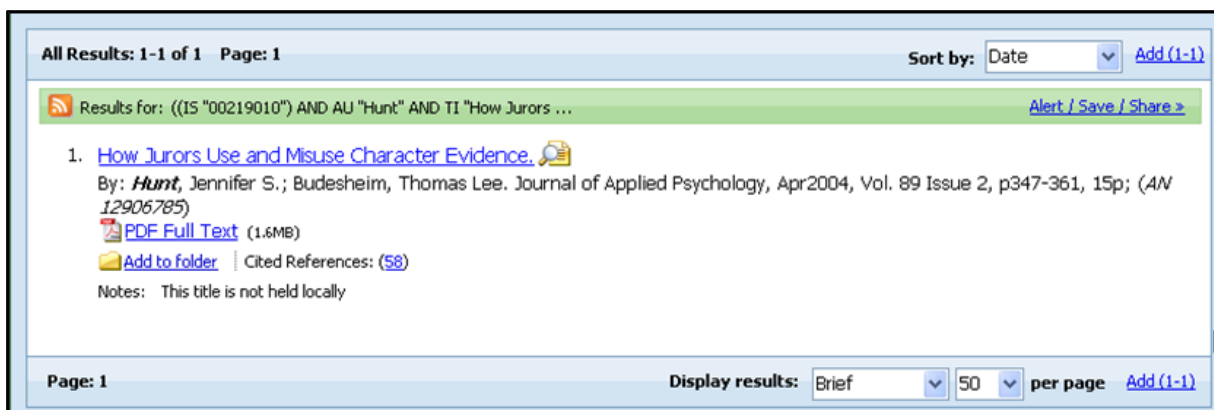 All Results: 1-1 of 1 Page: 1 Sort by: Date Add (1-1)
Results for: ((IS "00219010") AND AU "Hunt" AND TI "How Jurors ... Alert / Save / Share »
1. How Jurors Use and Misuse Character Evidence.
By: Hunt, Jennifer S.; Budesheim, Thomas Lee. Journal of Applied Psychology, Apr2004, Vol. 89 Issue 2, p347-361, 15p; (AN
12906785)
PDF Full Text (1.6MB)
Add to folder Cited References: (58)
Notes: This title is not held locally
Page: 1 Display results: Brief 50 per page Add (1-1)